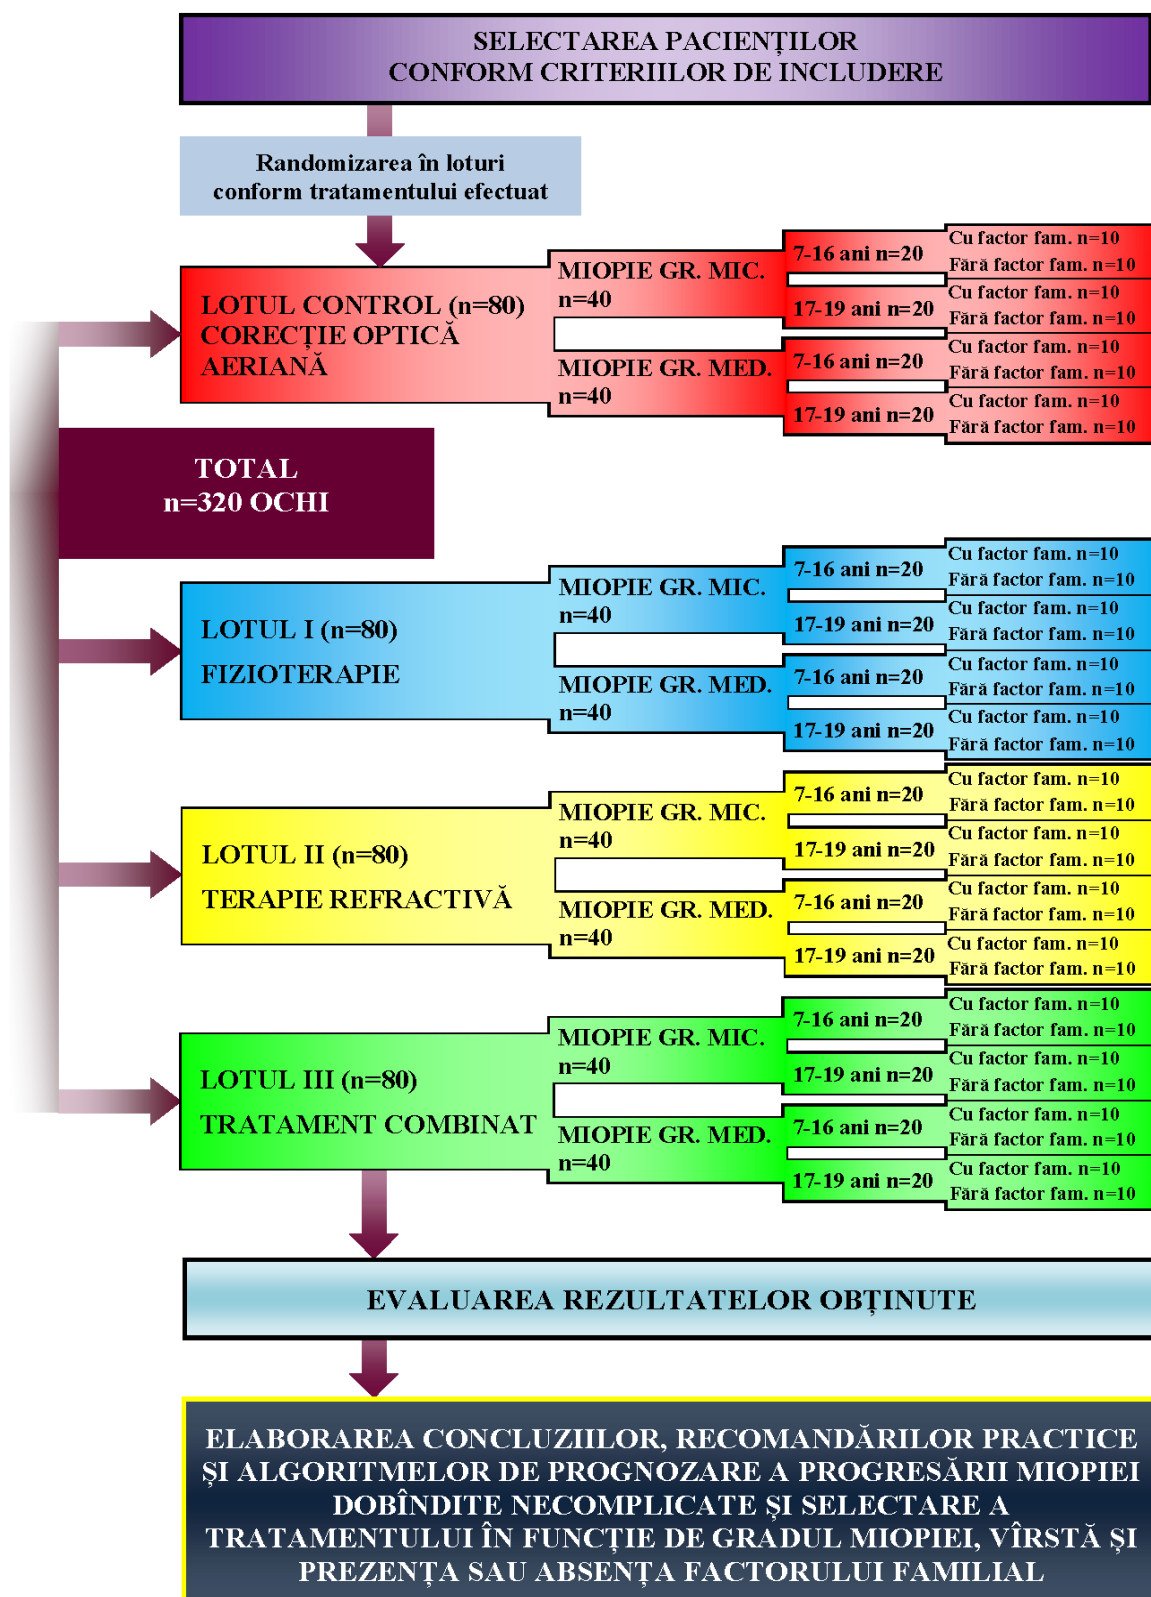 SELECTAREA PACIENȚILOR
CONFORM CRITERIILOR DE INCLUDERE
Randomizarea în loturi
conform tratamentului efectuat
LOTUL CONTROL (n=80)
CORECȚIE OPTICĂ
AERIANĂ
MIOPIE GR. MIC.
n=40
MIOPIE GR. MED.
n=40
7-16 ani n=20
17-19 ani n=20
7-16 ani n=20
17-19 ani n=20
Cu factor fam. n=10
Fără factor fam. n=10
Cu factor fam. n=10
Fără factor fam. n=10
Cu factor fam. n=10
Fără factor fam. n=10
Cu factor fam. n=10
Fără factor fam. n=10
TOTAL
n=320 OCHI
LOTUL I (n=80)
FIZIOTERAPIE
MIOPIE GR. MIC.
n=40
MIOPIE GR. MED.
n=40
7-16 ani n=20
17-19 ani n=20
7-16 ani n=20
17-19 ani n=20
Cu factor fam. n=10
Fără factor fam. n=10
Cu factor fam. n=10
Fără factor fam. n=10
Cu factor fam. n=10
Fără factor fam. n=10
Cu factor fam. n=10
Fără factor fam. n=10
LOTUL II (n=80)
TERAPIE REFRACTIVĂ
MIOPIE GR. MIC.
n=40
MIOPIE GR. MED.
n=40
7-16 ani n=20
17-19 ani n=20
7-16 ani n=20
17-19 ani n=20
Cu factor fam. n=10
Fără factor fam. n=10
Cu factor fam. n=10
Fără factor fam. n=10
Cu factor fam. n=10
Fără factor fam. n=10
Cu factor fam. n=10
Fără factor fam. n=10
LOTUL III (n=80)
TRATAMENT COMBINAT
MIOPIE GR. MIC.
n=40
MIOPIE GR. MED.
n=40
7-16 ani n=20
17-19 ani n=20
7-16 ani n=20
17-19 ani n=20
Cu factor fam. n=10
Fără factor fam. n=10
Cu factor fam. n=10
Fără factor fam. n=10
Cu factor fam. n=10
Fără factor fam. n=10
Cu factor fam. n=10
Fără factor fam. n=10
EVALUAREA REZULTATELOR OBȚINUTE
ELABORAREA CONCLUZIILOR, RECOMANDĂRILOR PRACTICE
ȘI ALGORITMELOR DE PROGNOZARE A PROGRESĂRII MIOPIEI
DOBÎNDITE NECOMPLICATE ȘI SELECTARE A
TRATAMENTULUI ÎN FUNCȚIE DE GRADUL MIOPIEI, VÎRSTĂ ȘI
PREZENȚA SAU ABSENȚA FACTORULUI FAMILIAL